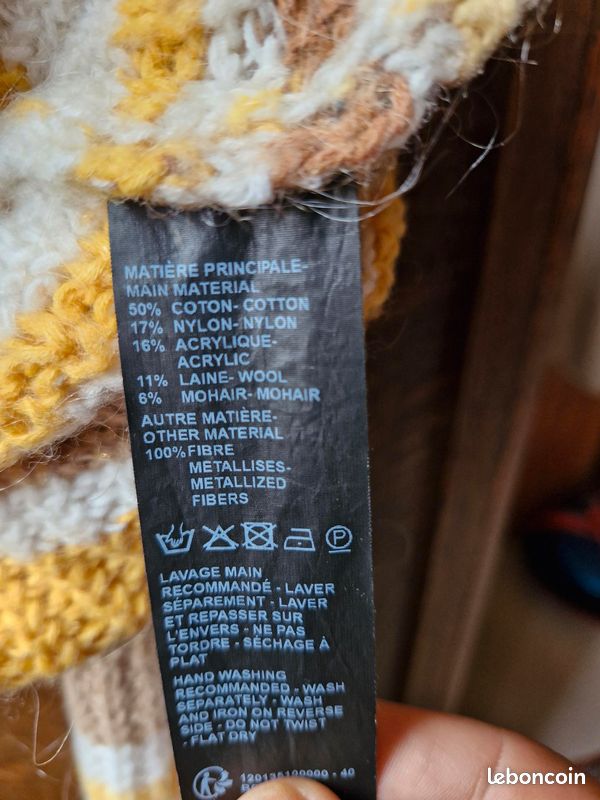 MATIÈRE PRINCIPALE-
MAIN MATERIAL
50% COTON-COTTON
17% NYLON-NYLON
16% ACRYLIQUE-
ACRYLIC
11% LAINE-WOOL
6% MOHAIR-MOHAIR
AUTRE MATIÈRE-
OTHER MATERIAL
100%FIBRE
METALLISES-
METALLIZED
FIBERS
P
LAVAGE MAIN
RECOMMANDÉ - LAVER
SÉPAREMENT - LAVER
ET REPASSER SUR
L'ENVERS - NE PAS
TORDRE - SÉCHAGE À
PLAT
HAND WASHING
RECOMMENDED - WASH
SEPARATELY - WASH
AND IRON ON REVERSE
SIDE - DO NOT TWIST
- FLAT DRY
leboncoin